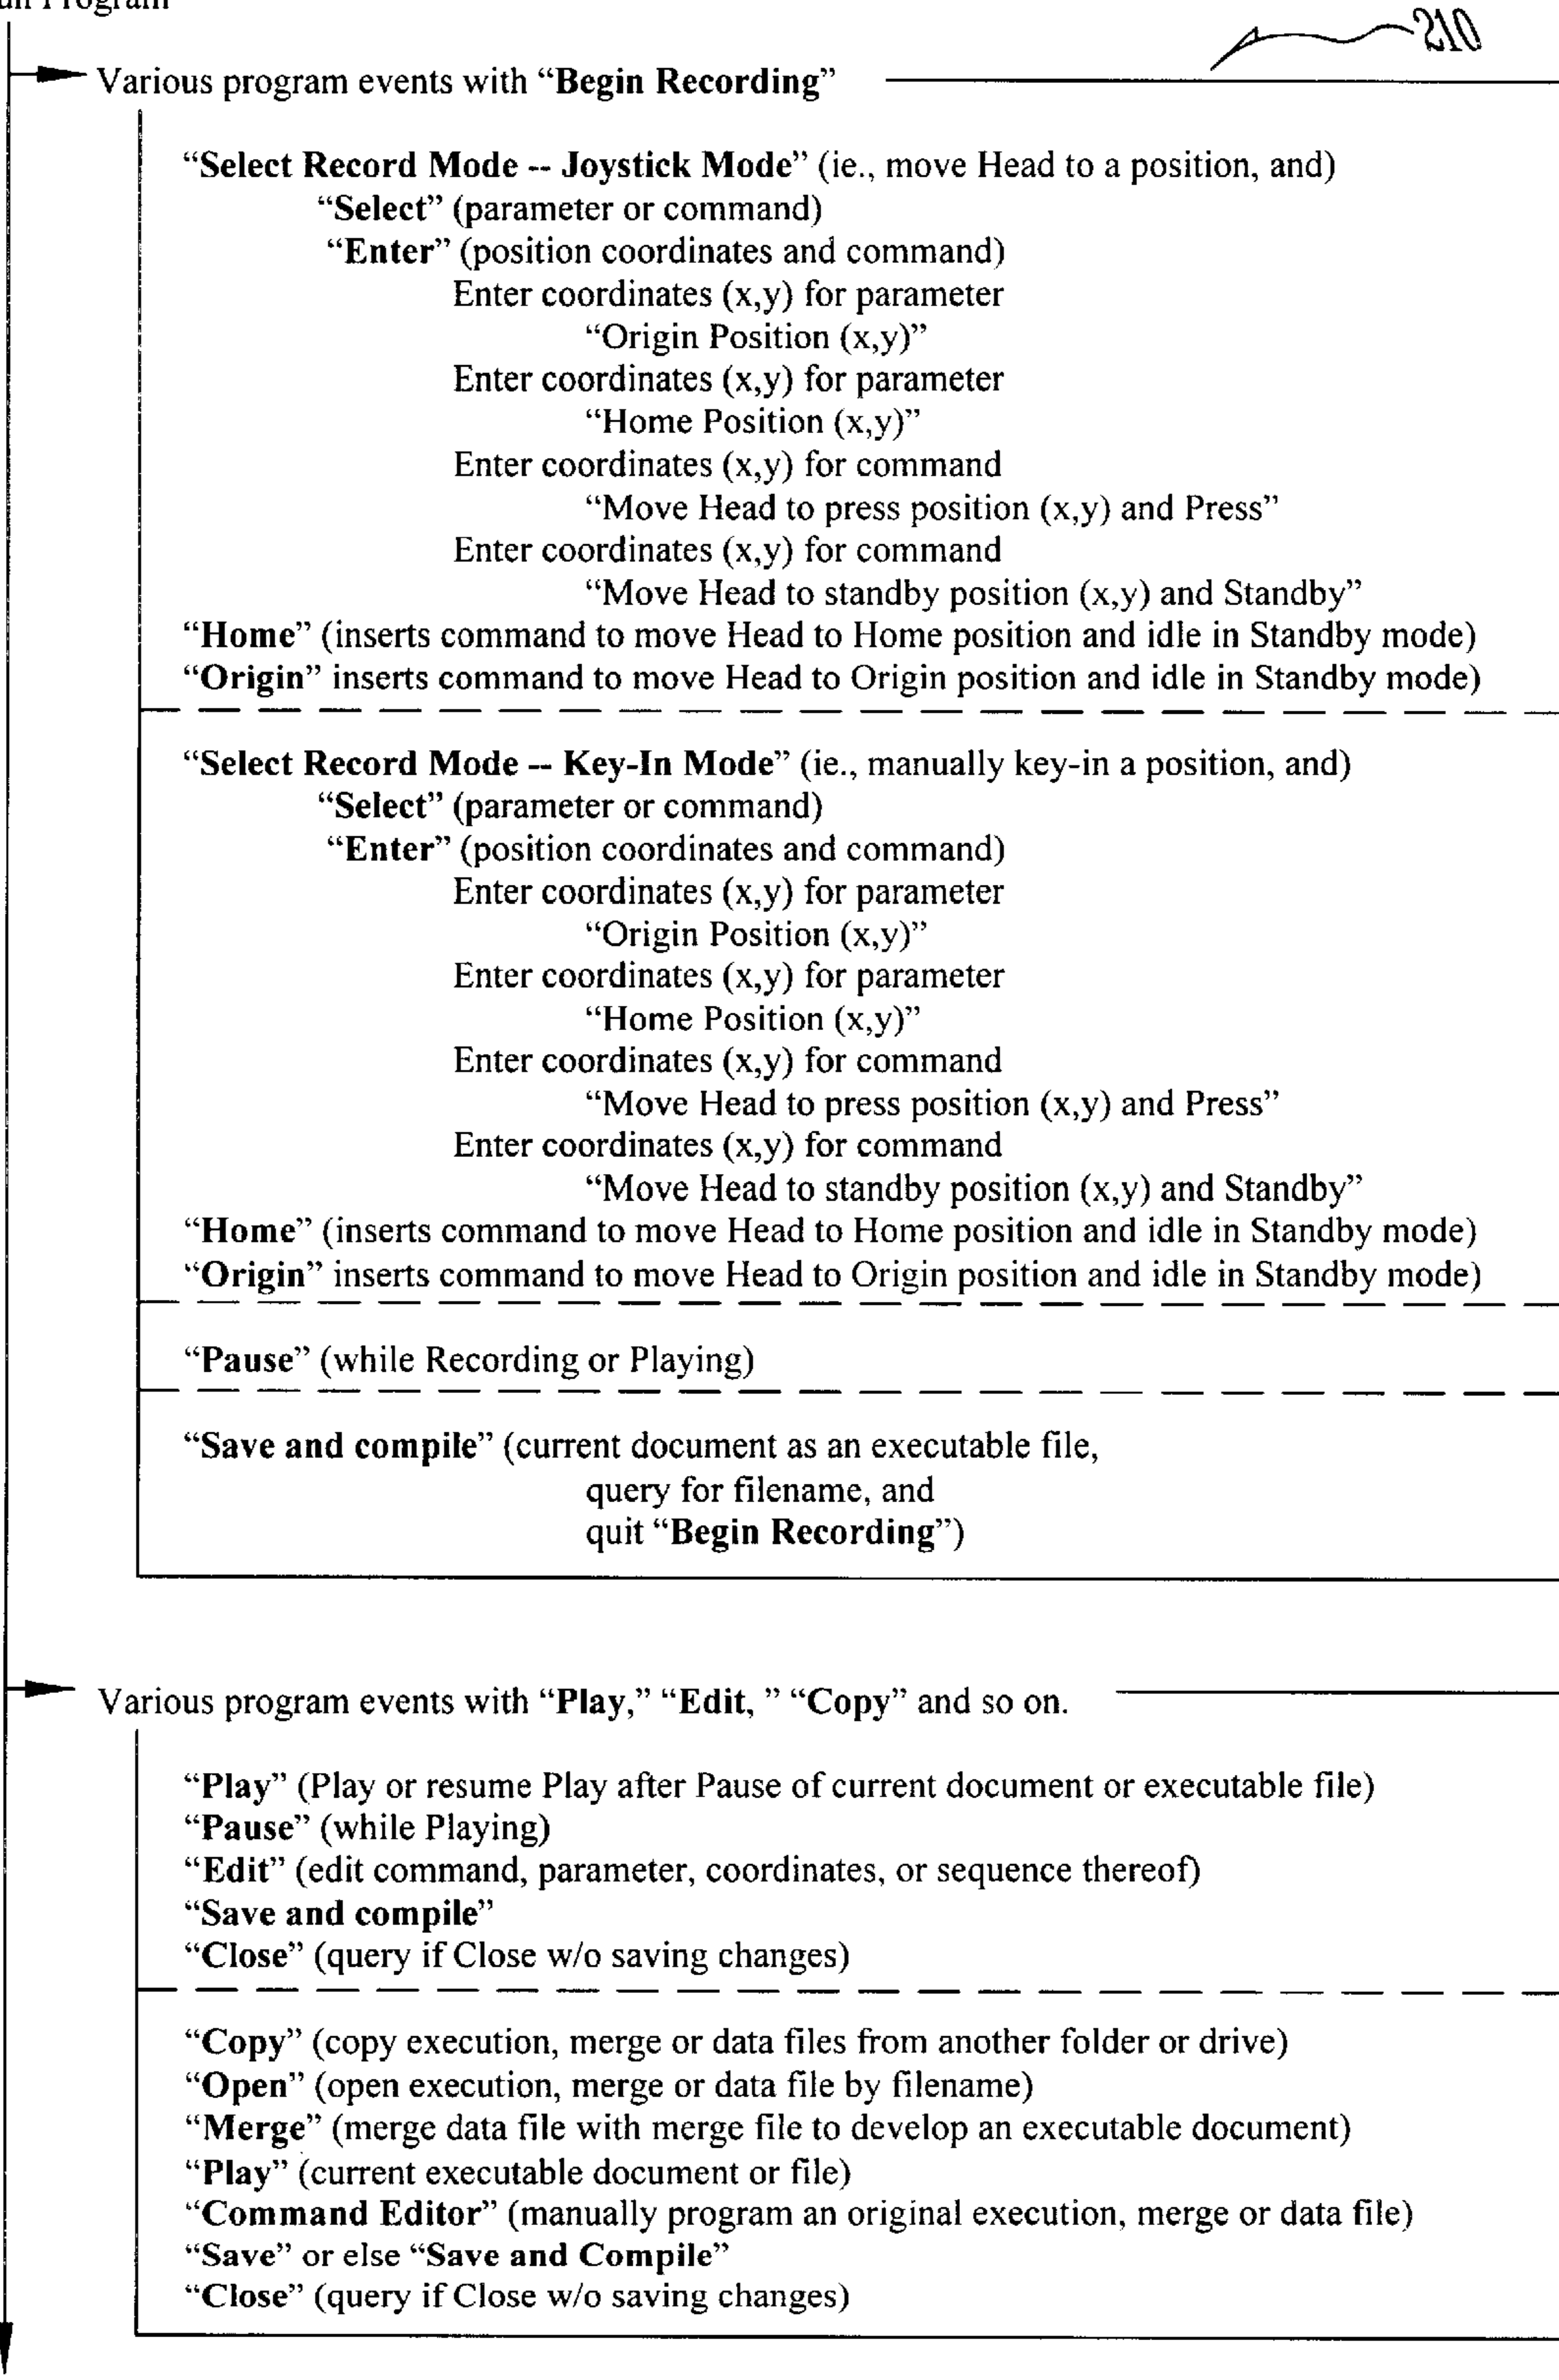 Program
210
Various program events with “Begin Recording”
“Select Record Mode -- Joystick Mode” (ie., move Head to a position, and)
“Select” (parameter or command)
“Enter” (position coordinates and command)
Enter coordinates (x,y) for parameter
“Origin Position (x,y)”
Enter coordinates (x,y) for parameter
“Home Position (x,y)”
Enter coordinates (x,y) for command
“Move Head to press position (x,y) and Press”
Enter coordinates (x,y) for command
“Move Head to standby position (x,y) and Standby”
“Home” (inserts command to move Head to Home position and idle in Standby mode)
“Origin” inserts command to move Head to Origin position and idle in Standby mode)
“Select Record Mode -- Key-In Mode” (ie., manually key-in a position, and)
“Select” (parameter or command)
“Enter” (position coordinates and command)
Enter coordinates (x,y) for parameter
“Origin Position (x,y)”
Enter coordinates (x,y) for parameter
“Home Position (x,y)”
Enter coordinates (x,y) for command
“Move Head to press position (x,y) and Press”
Enter coordinates (x,y) for command
“Move Head to standby position (x,y) and Standby”
“Home” (inserts command to move Head to Home position and idle in Standby mode)
“Origin” inserts command to move Head to Origin position and idle in Standby mode)
“Pause” (while Recording or Playing)
“Save and compile” (current document as an executable file,
query for filename, and
quit “Begin Recording”)
Various program events with “Play,” “Edit, ” “Copy” and so on.
“Play” (Play or resume Play after Pause of current document or executable file)
“Pause” (while Playing)
“Edit” (edit command, parameter, coordinates, or sequence thereof)
“Save and compile”
“Close” (query if Close w/o saving changes)
“Copy” (copy execution, merge or data files from another folder or drive)
“Open” (open execution, merge or data file by filename)
“Merge” (merge data file with merge file to develop an executable document)
“Play” (current executable document or file)
“Command Editor” (manually program an original execution, merge or data file)
“Save” or else “Save and Compile”
“Close” (query if Close w/o saving changes)